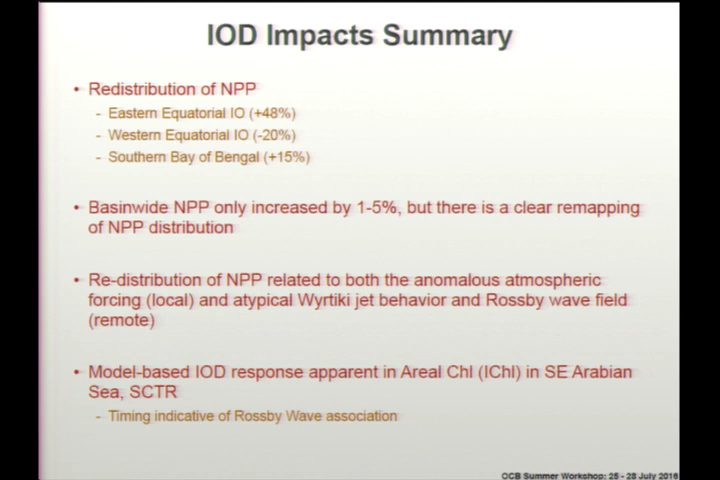 IOD Impacts Summary
• Redistribution of NPP
- Eastern Equatorial IO (+48%)
- Western Equatorial IO (-20%)
- Southern Bay of Bengal (+15%)
• Basinwide NPP only increased by 1-5%, but there is a clear remapping
of NPP distribution
• Re-distribution of NPP related to both the anomalous atmospheric
forcing (local) and atypical Wyrtiki jet behavior and Rossby wave field
(remote)
• Model-based IOD response apparent in Areal Chl (IChl) in SE Arabian
Sea, SCTR
- Timing indicative of Rossby Wave association
OCB Summer Workshop: 25 - 28 July 2016